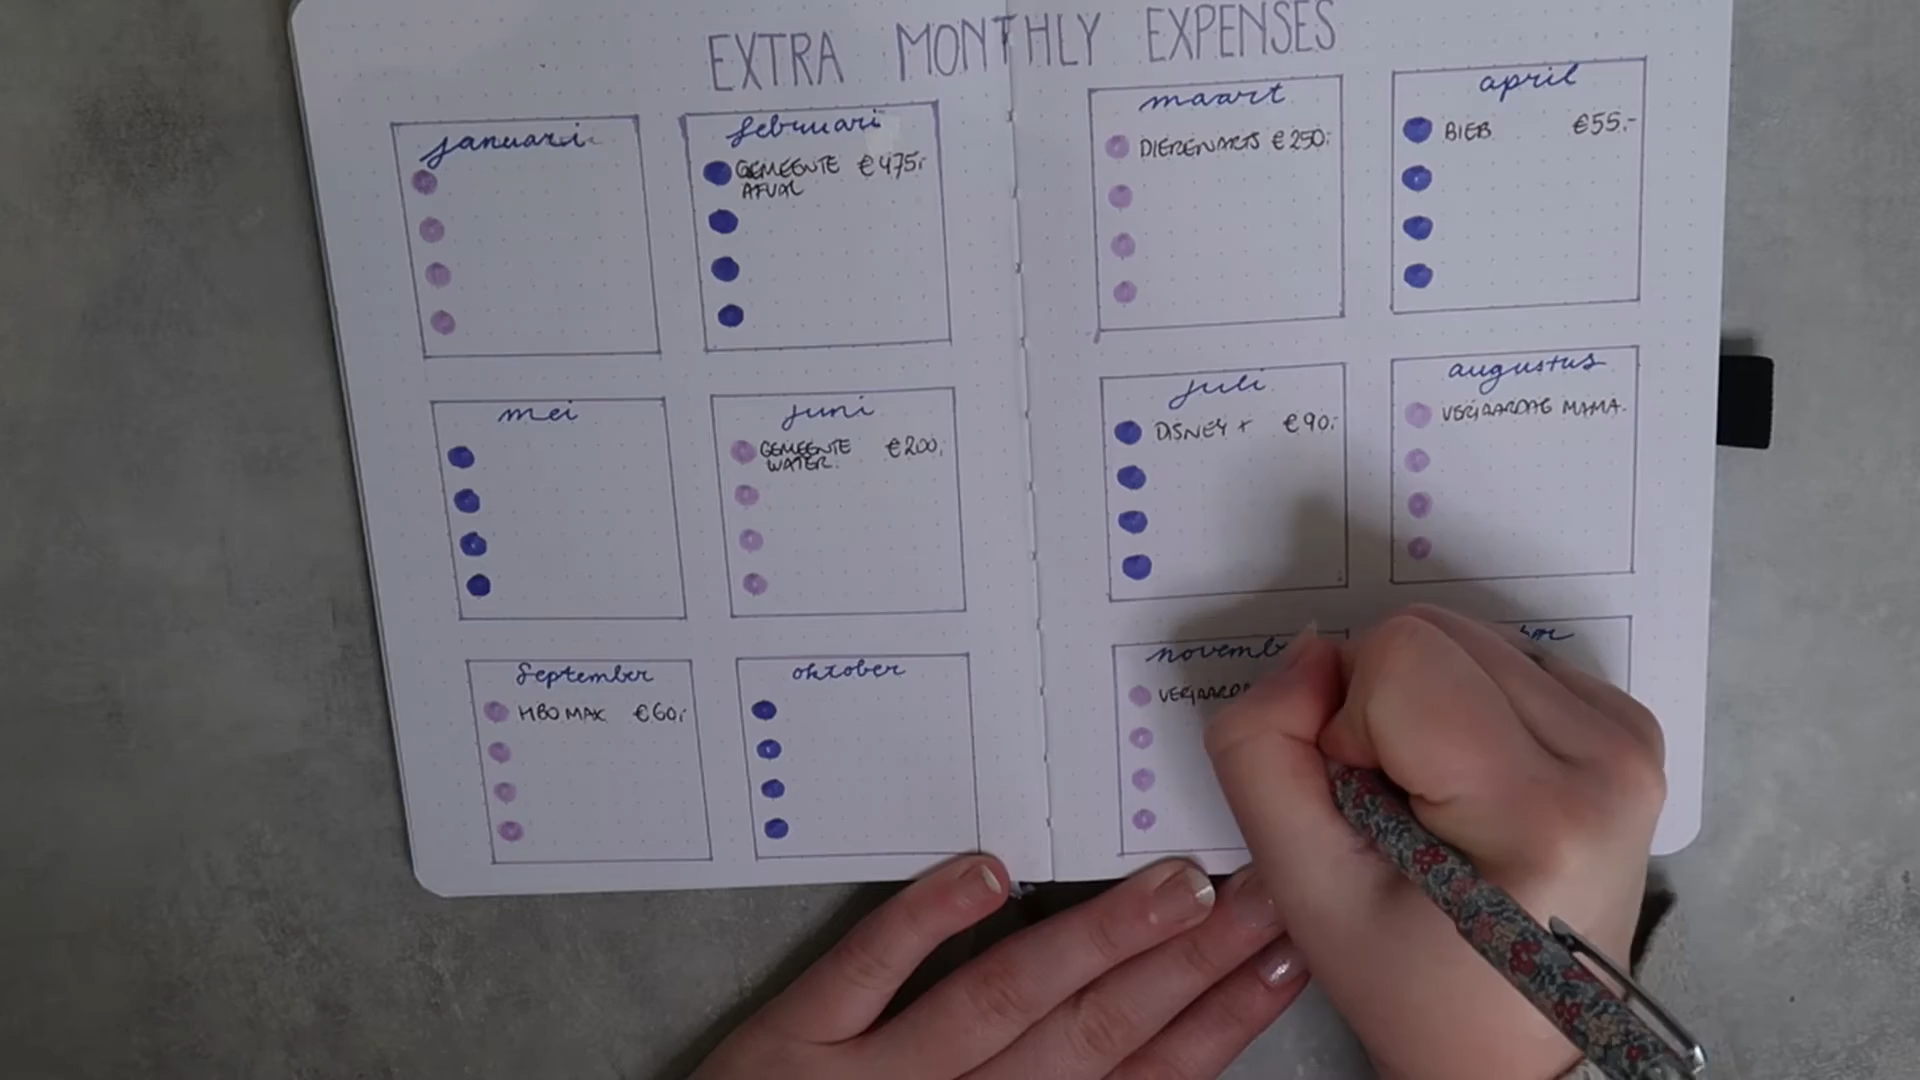 EXTRA MONTHLY EXPENSES
januari
februari
GEMEENTE €475,-
AFVAL
maart
DIERENARTS €250,-
april
BIEB €55,-
mei
juni
GEMEENTE €200,-
WATER.
juli
DISNEY + €90,-
augustus
VERJAARDAG MAMA.
September
HBO MAX €60,-
oktober